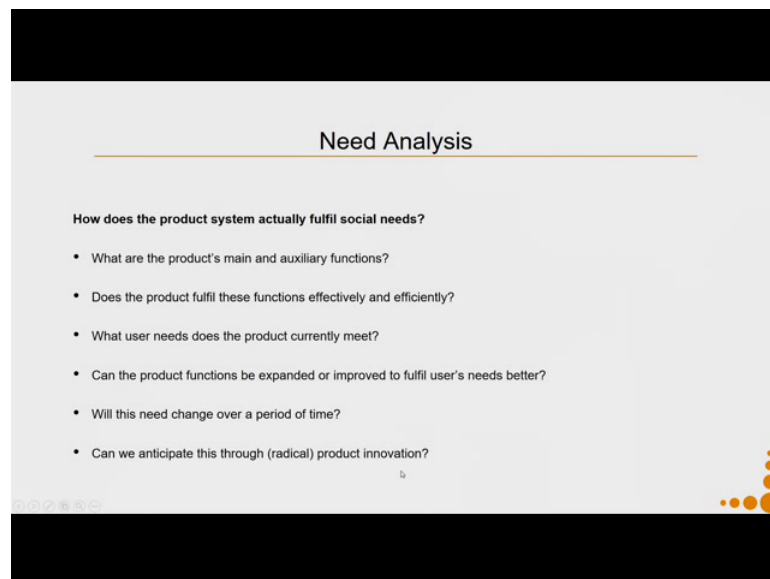 Need Analysis
How does the product system actually fulfil social needs?
• What are the product's main and auxiliary functions?
• Does the product fulfil these functions effectively and efficiently?
• What user needs does the product currently meet?
• Can the product functions be expanded or improved to fulfil user's needs better?
• Will this need change over a period of time?
• Can we anticipate this through (radical) product innovation?